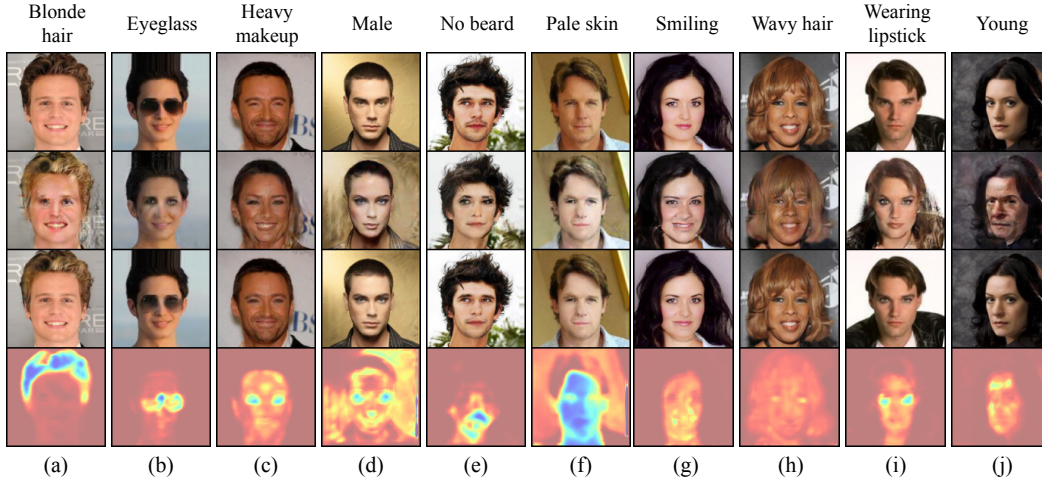 Blonde
hair
Eyeglass
Heavy
makeup
Male
No beard
Pale skin
Smiling
Wavy hair
Wearing
lipstick
Young
(a)
(b)
(c)
(d)
(e)
(f)
(g)
(h)
(i)
(j)